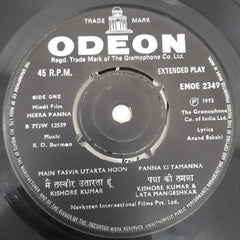 TRADE MARK
ODEON
Regd. Trade Mark of The Gramophone Co. Ltd.
45 R.P.M.
EXTENDED PLAY
EMOE 2349
SIDE ONE
Hindi Film
HEERA PANNA
B 7TJW 12559
Music
R. D. Burman
℗ 1973
The Gramophone
Co. of India Ltd.
Lyrics
Anand Bakshi
MAIN TASVIR UTARTA HOON
मैं तस्वीर उतारता हूं
KISHORE KUMAR
PANNA KI TAMANNA
पन्ना की तमन्ना
KISHORE KUMAR &
LATA MANGESHKAR
Navketan International Films Pvt. Ltd.